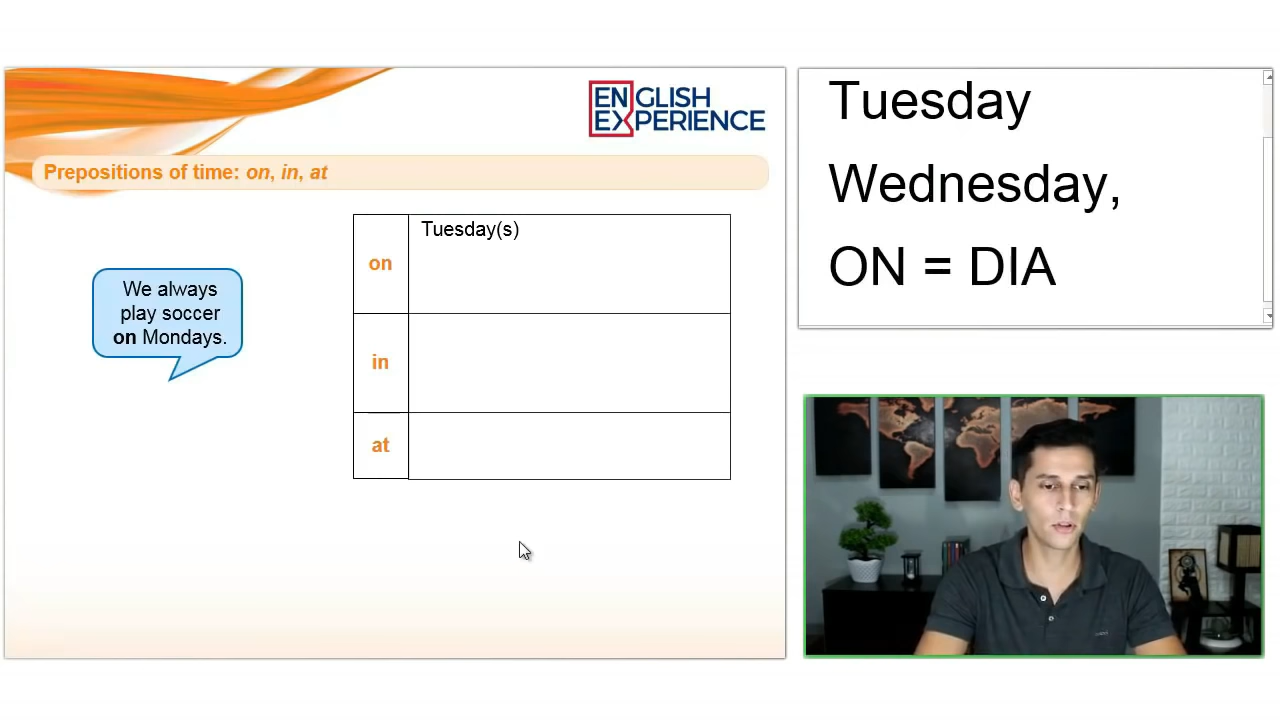 ENGLISH
EXPERIENCE
Prepositions of time: on, in, at
We always
play soccer
on Mondays.
on
Tuesday(s)
in
at
Tuesday
Wednesday,
ON = DIA